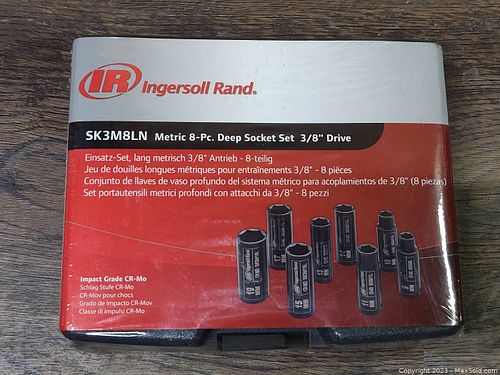 IR Ingersoll Rand®
SK3M8LN Metric 8-Pc. Deep Socket Set 3/8" Drive
Einsatz-Set, lang metrisch 3/8" Antrieb - 8-teilig
Jeu de douilles longues métriques pour entraînements 3/8" - 8 pièces
Conjunto de llaves de vaso profundo del sistema métrico para acoplamientos de 3/8" (8 piezas)
Set portautensili metrici profondi con attacchi da 3/8" - 8 pezzi
Impact Grade CR-Mo
Schlag Stufe CR-Mo
CR-Mov pour chocs
Grado de impacto CR-Mov
Classe di impulsi CR-Mo
Copyright 2023 - MaxSold.com